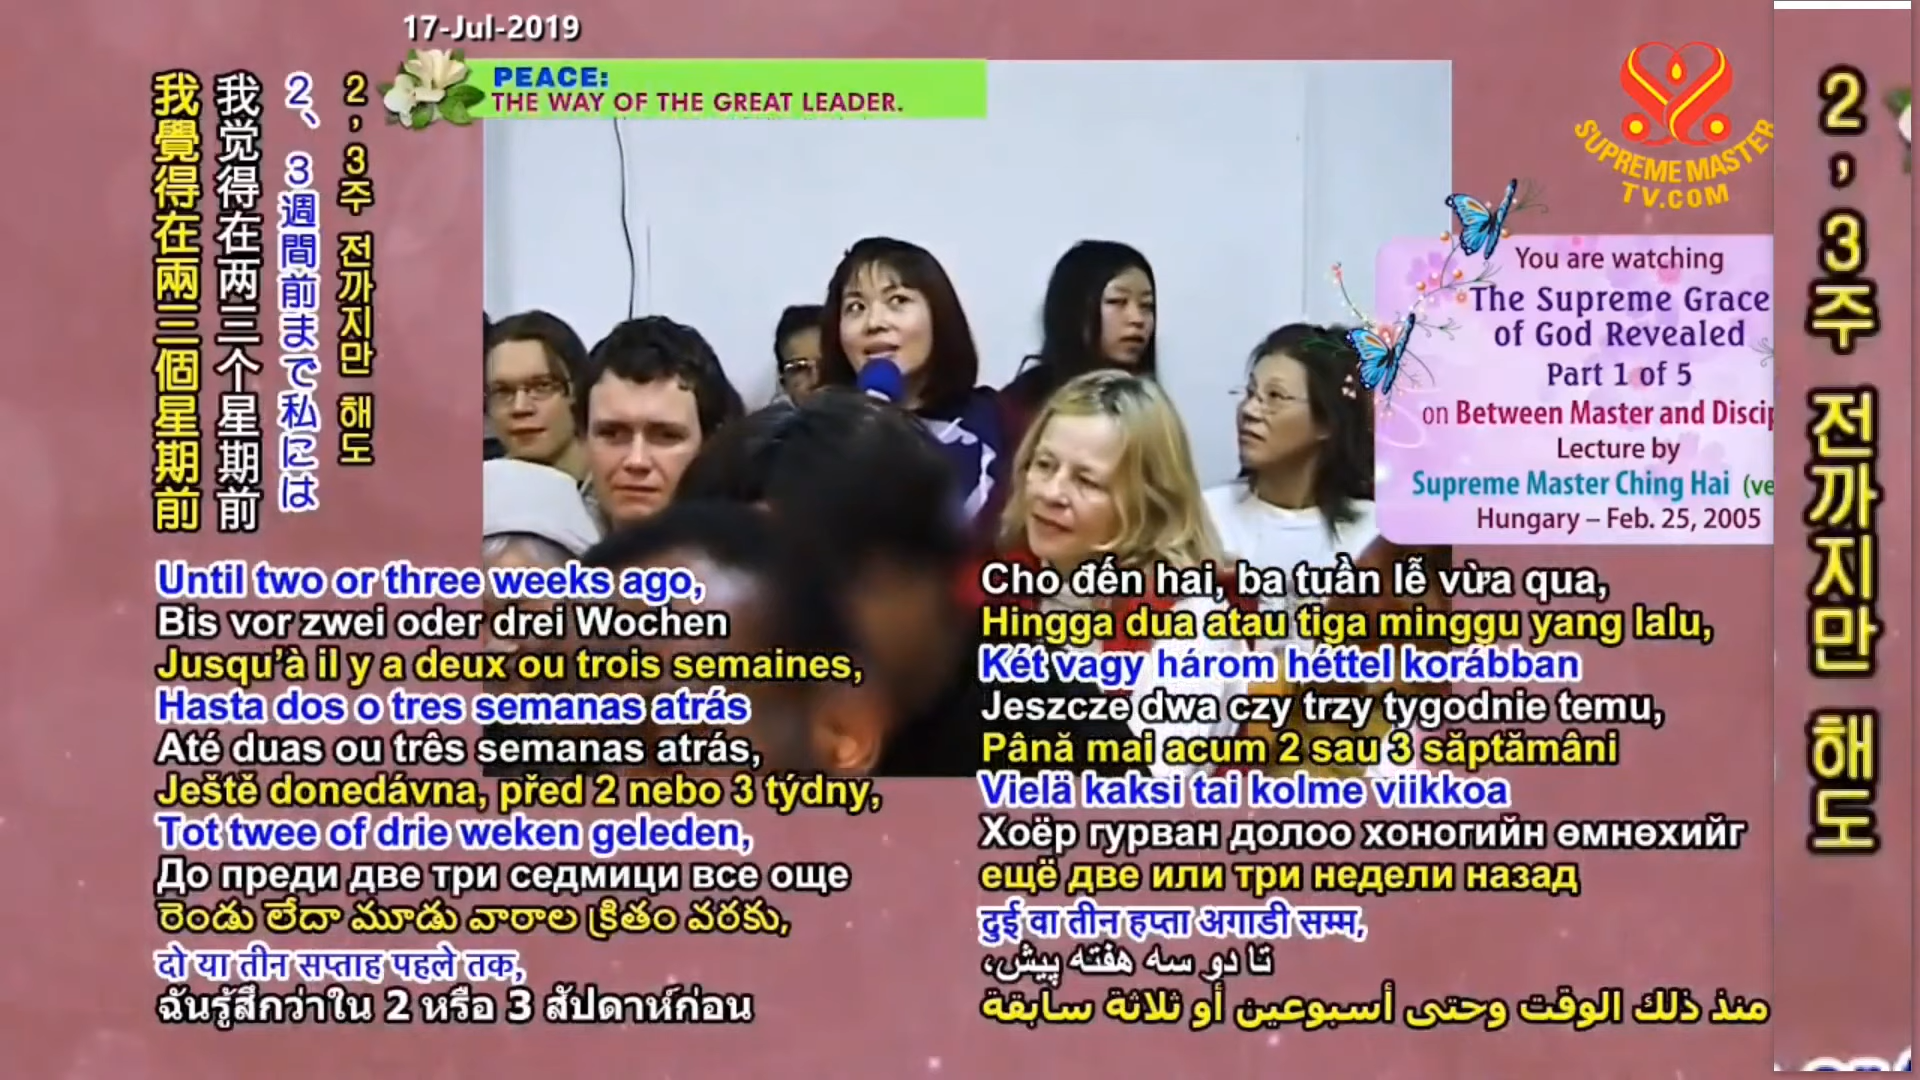 17-Jul-2019
PEACE:
THE WAY OF THE GREAT LEADER.
SUPREME MASTER
TV.COM
2,3주 전까지만 해도
2、3週間前まで私には
我觉得在两三个星期前
我覺得在兩三個星期前
You are watching
The Supreme Grace
of God Revealed
Part 1 of 5
on Between Master and Discip
Lecture by
Supreme Master Ching Hai (ve
Hungary – Feb. 25, 2005
2,3주 전까지만 해도
Until two or three weeks ago,
Bis vor zwei oder drei Wochen
Jusqu’à il y a deux ou trois semaines,
Hasta dos o tres semanas atrás
Até duas ou três semanas atrás,
Ještě donedávna, před 2 nebo 3 týdny,
Tot twee of drie weken geleden,
До преди две три седмици все още
రెండు లేదా మూడు వారాల క్రితం వరకు,
दो या तीन सप्ताह पहले तक,
ฉันรู้สึกว่าใน 2 หรือ 3 สัปดาห์ก่อน
Cho đến hai, ba tuần lễ vừa qua,
Hingga dua atau tiga minggu yang lalu,
Két vagy három héttel korábban
Jeszcze dwa czy trzy tygodnie temu,
Până mai acum 2 sau 3 săptămâni
Vielä kaksi tai kolme viikkoa
Хоёр гурван долоо хоногийн өмнөхийг
ещё две или три недели назад
दुई वा तीन हप्ता अगाडी सम्म,
تا دو سه هفته پیش،
منذ ذلك الوقت وحتى أسبوعين أو ثلاثة سابقة